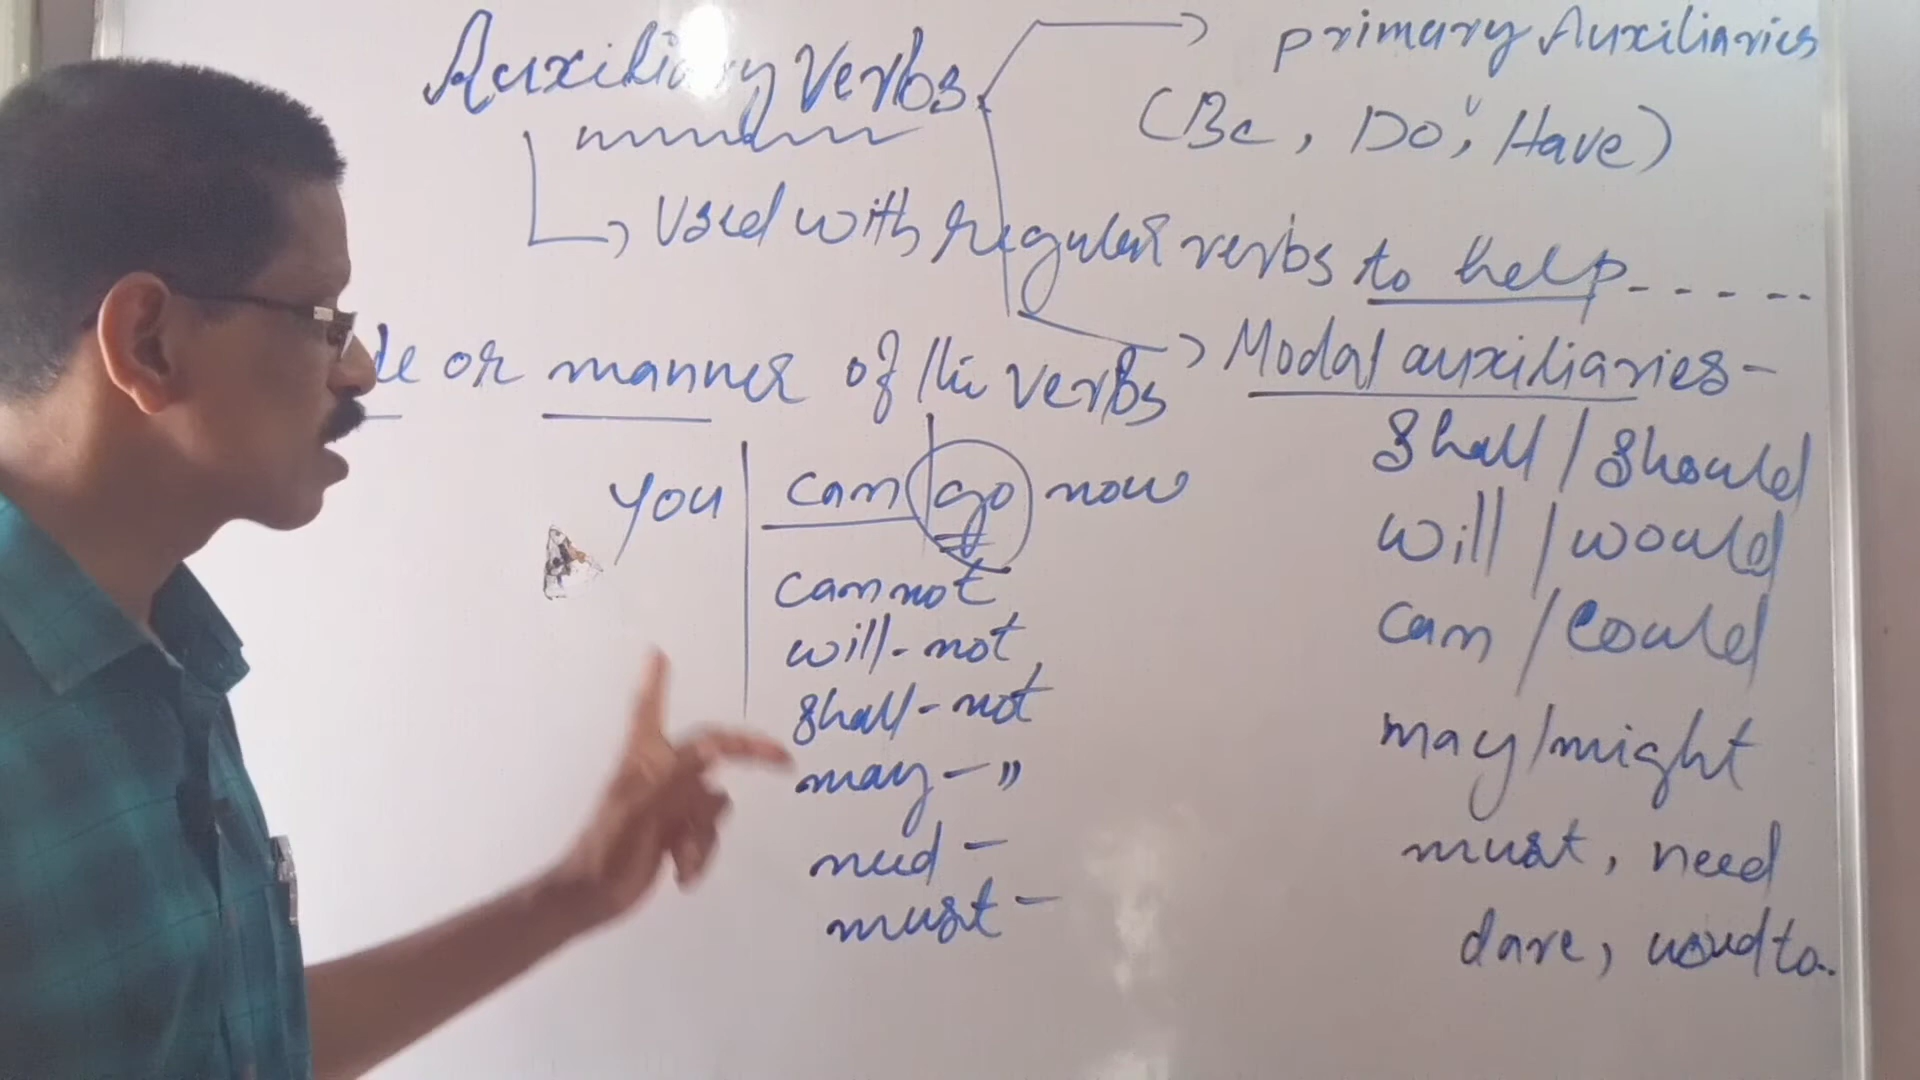 Auxiliary Verbs
primary Auxiliaries
(Be, Do, Have)
Used with regular verbs to help - - - - - -
de or manner of the verbs
Modal auxiliaries -
shall / should
will / would
can / could
may / might
must, need
dare, used to.
you can go now
cannot
will - not,
shall - not
may - "
need -
must -